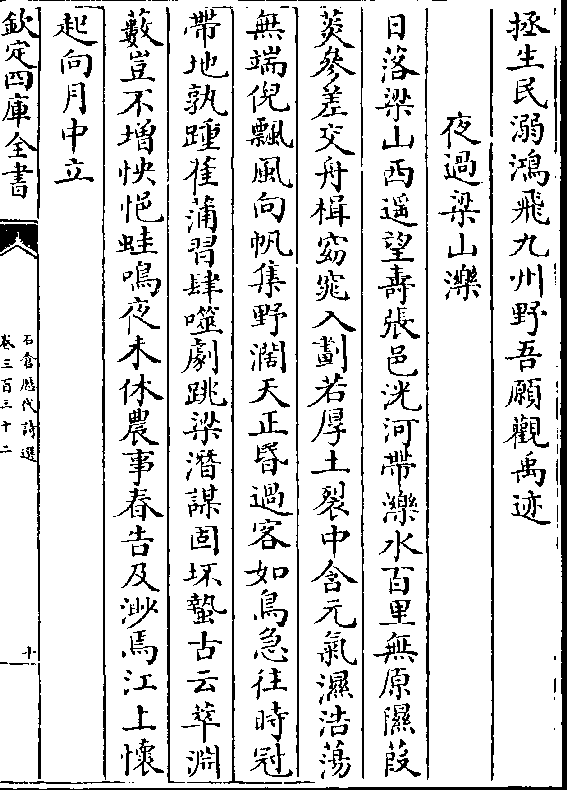 拯生民溺鴻飛九州野吾願觀禹迹
夜過梁山濼
日落梁山西遥望壽張邑洸河帶濼水百里無原隰葭
菼參差交舟楫窈窕入劃若厚土裂中含元氣濕浩蕩
無端倪飄風向帆集野濶天正昏過客如鳥急往時冠
帶地孰踵萑蒲習肆噬劇跳梁潛謀固坏蟄古云萃淵
藪豈不增怏悒蛙鳴夜未休農事春告及渺焉江上懷
起向月中立
欽定四庫全書
石倉歴代詩選
卷三百三十二
十